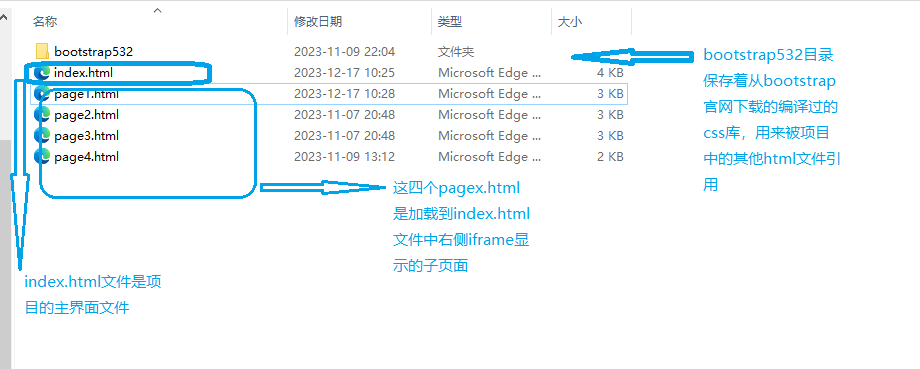 名称 修改日期 类型 大小
bootstrap532 2023-11-09 22:04 文件夹
index.html 2023-12-17 10:25 Microsoft Edge ... 4 KB
page1.html 2023-12-17 10:28 Microsoft Edge ... 3 KB
page2.html 2023-11-07 20:48 Microsoft Edge ... 3 KB
page3.html 2023-11-07 20:48 Microsoft Edge ... 3 KB
page4.html 2023-11-09 13:12 Microsoft Edge ... 2 KB
bootstrap532目录
保存着从bootstrap
官网下载的编译过的
css库，用来被项目
中的其他html文件引
用
这四个pagex.html
是加载到index.html
文件中右侧iframe显
示的子页面
index.html文件是项
目的主界面文件